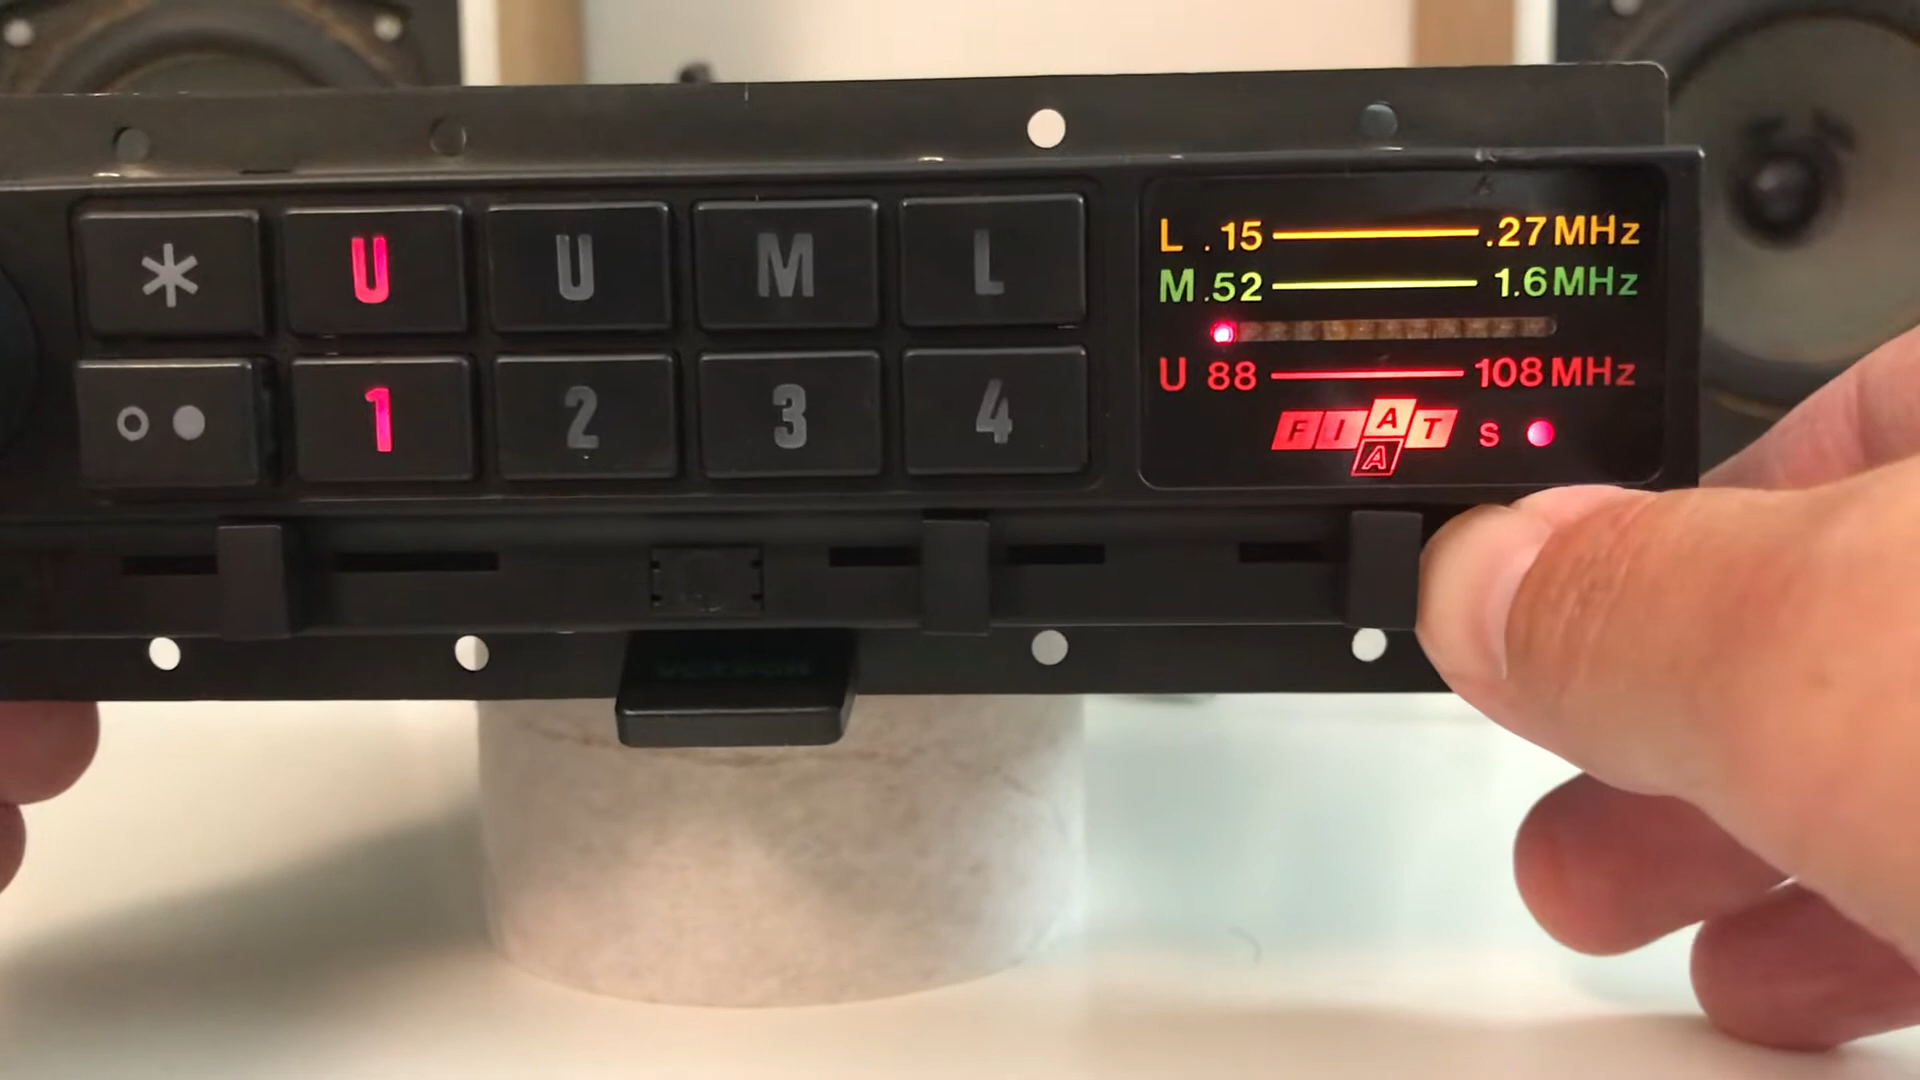 * U U M L
1 2 3 4
L .15 .27 MHz
M .52 1.6 MHz
U 88 108 MHz
FIAT S
A